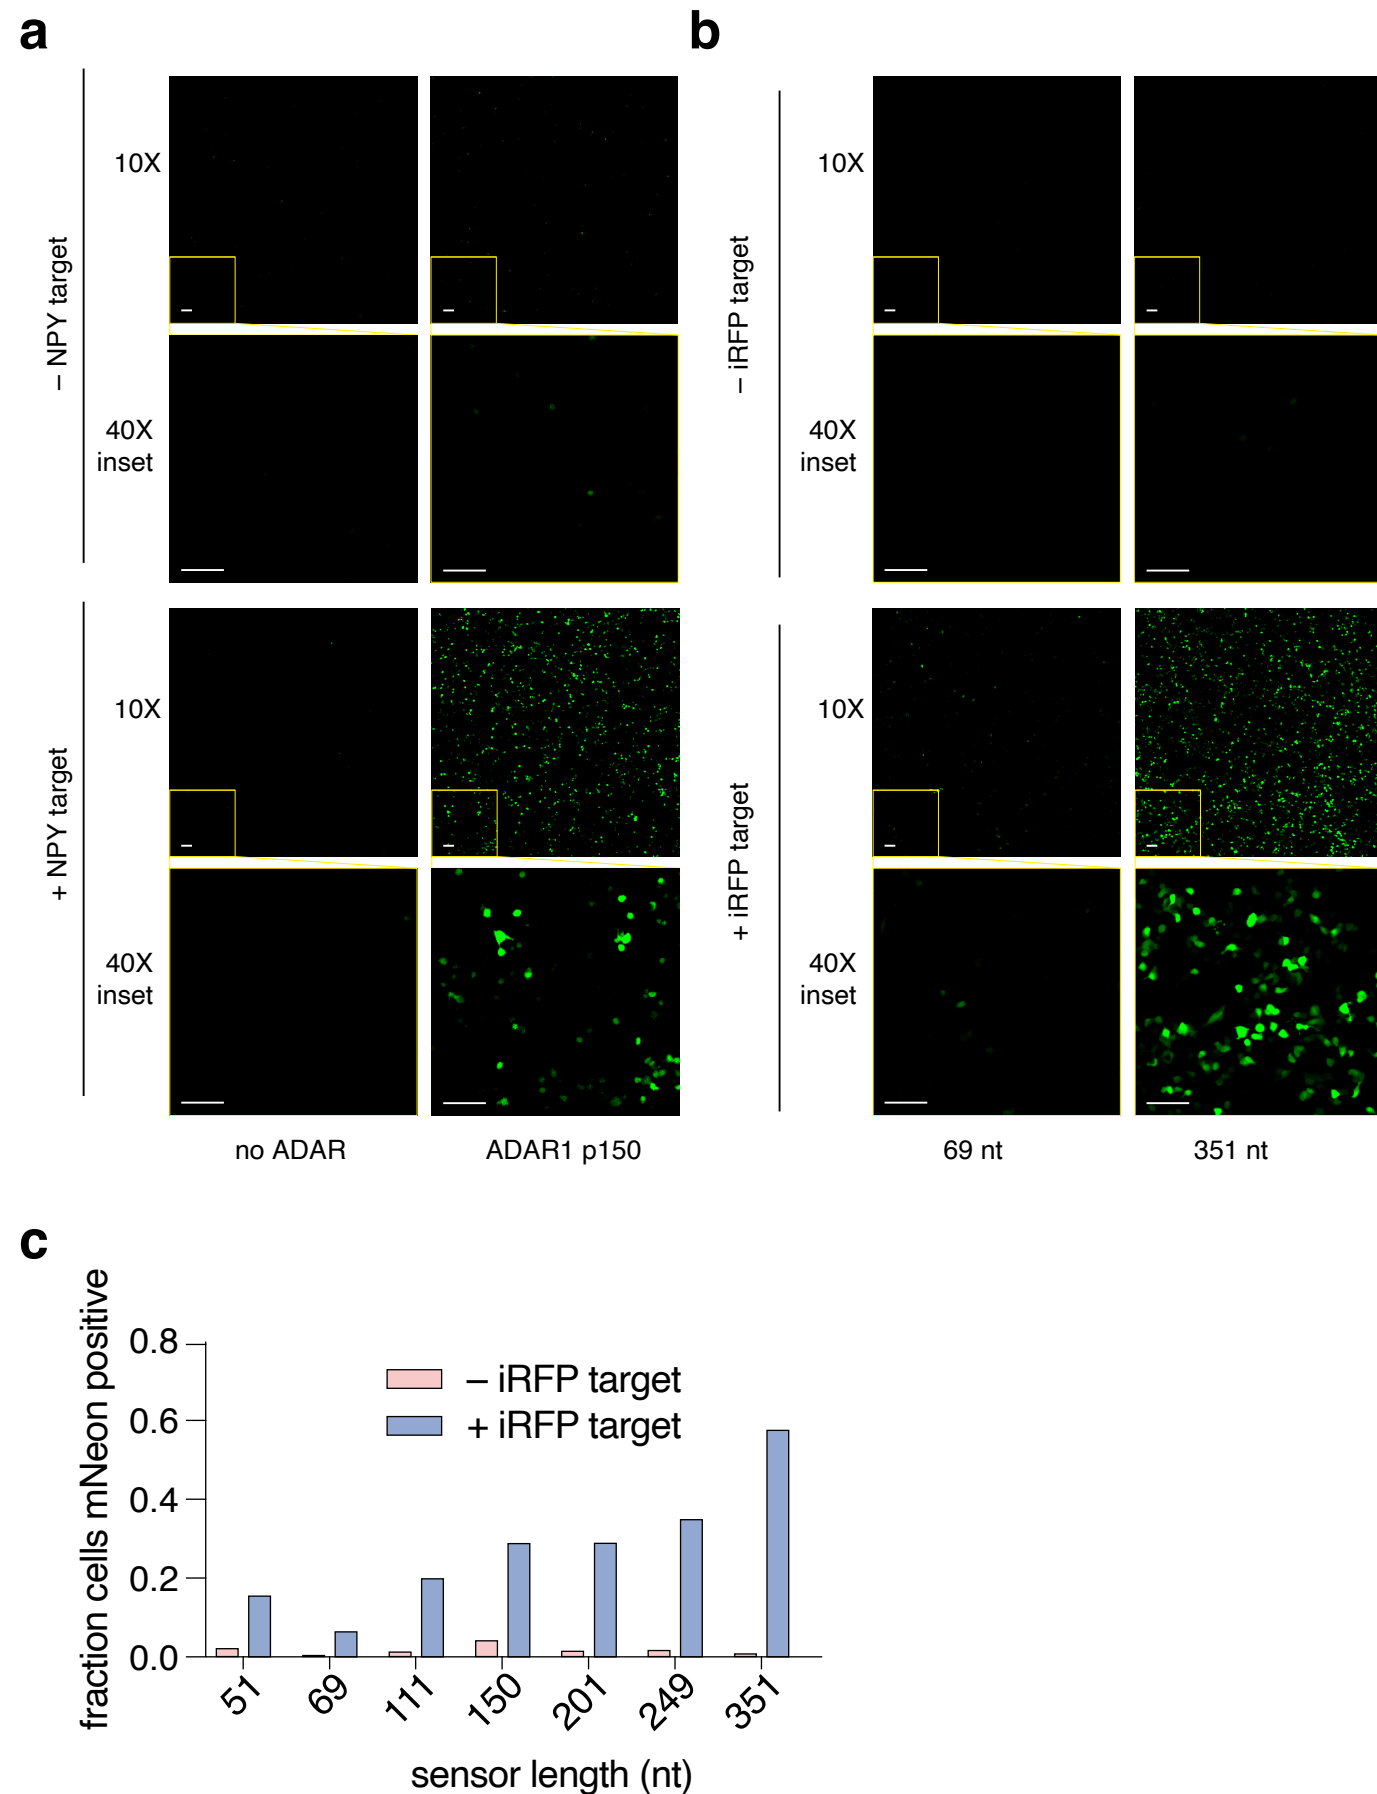 a
b
– NPY target
10X
40X
inset
– iRFP target
10X
40X
inset
+ NPY target
10X
40X
inset
+ iRFP target
10X
40X
inset
no ADAR
ADAR1 p150
69 nt
351 nt
c
fraction cells mNeon positive
0.8
0.6
0.4
0.2
0.0
– iRFP target
+ iRFP target
51
69
111
150
201
249
351
sensor length (nt)